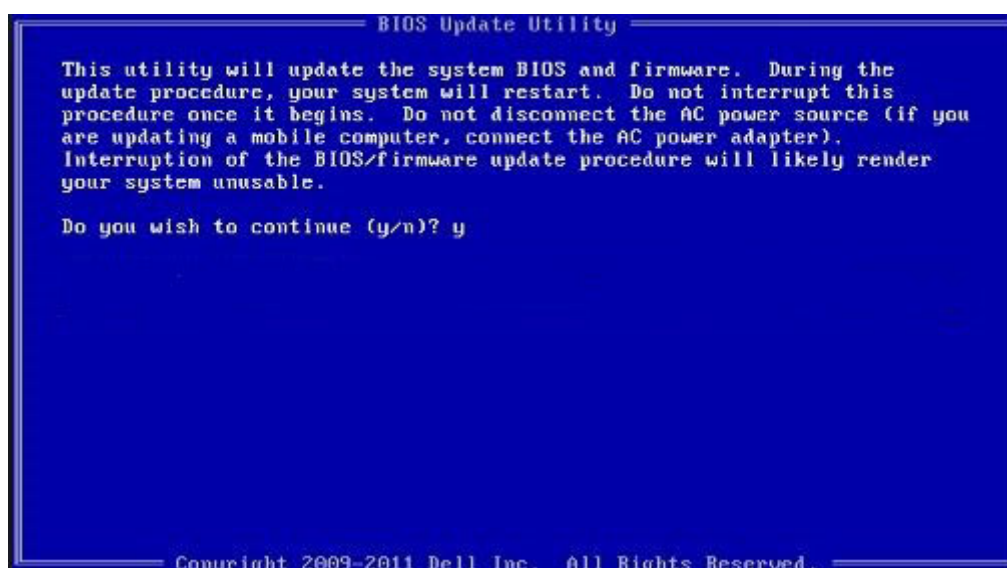 BIOS Update Utility
This utility will update the system BIOS and firmware. During the
update procedure, your system will restart. Do not interrupt this
procedure once it begins. Do not disconnect the AC power source (if you
are updating a mobile computer, connect the AC power adapter).
Interruption of the BIOS/firmware update procedure will likely render
your system unusable.
Do you wish to continue (y/n)? y
Copyright 2009-2011 Dell Inc. All Rights Reserved.